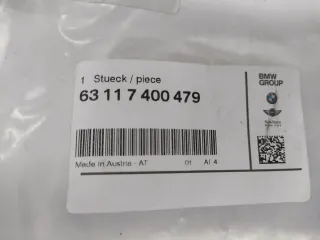 1 Stueck / piece
63 11 7 400 479
Made in Austria - AT 01 AI 4
BMW
GROUP